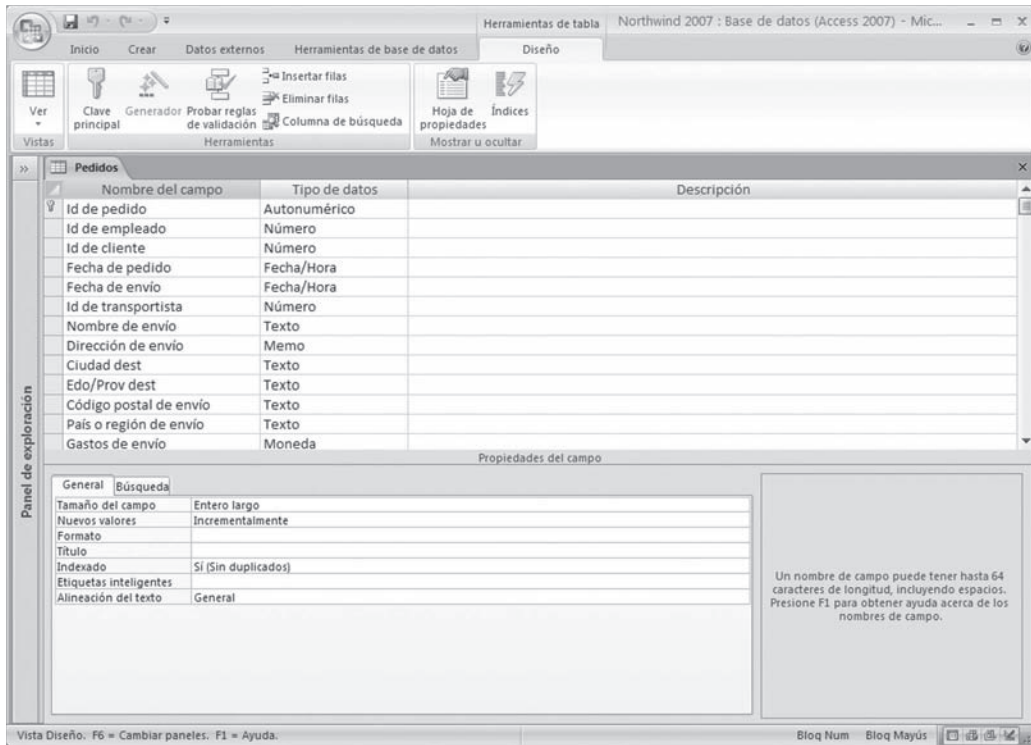 Herramientas de tabla
Northwind 2007 : Base de datos (Access 2007) - Mic...
Inicio
Crear
Datos externos
Herramientas de base de datos
Diseño
Ver
Clave principal
Generador
Probar reglas de validación
Insertar filas
Eliminar filas
Columna de búsqueda
Hoja de propiedades
Índices
Vistas
Herramientas
Mostrar u ocultar
Pedidos
Nombre del campo Tipo de datos Descripción
Id de pedido Autonumérico
Id de empleado Número
Id de cliente Número
Fecha de pedido Fecha/Hora
Fecha de envío Fecha/Hora
Id de transportista Número
Nombre de envío Texto
Dirección de envío Memo
Ciudad dest Texto
Edo/Prov dest Texto
Código postal de envío Texto
País o región de envío Texto
Gastos de envío Moneda
Panel de exploración
Propiedades del campo
General Búsqueda
Tamaño del campo Entero largo
Nuevos valores Incrementalmente
Formato
Título
Indexado Sí (Sin duplicados)
Etiquetas inteligentes
Alineación del texto General
Un nombre de campo puede tener hasta 64
caracteres de longitud, incluyendo espacios.
Presione F1 para obtener ayuda acerca de los
nombres de campo.
Vista Diseño. F6 = Cambiar paneles. F1 = Ayuda.
Bloq Num Bloq Mayús